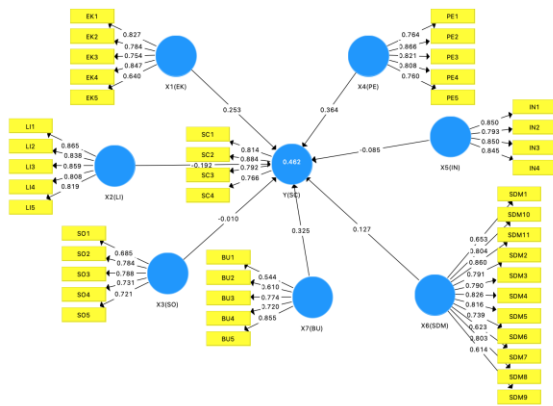 EK1
EK2
EK3
EK4
EK5
0.827
0.784
0.754
0.847
0.640
X1(EK)
0.253
PE1
PE2
PE3
PE4
PE5
0.764
0.866
0.821
0.808
0.760
X4(PE)
0.364
LI1
LI2
LI3
LI4
LI5
0.865
0.838
0.859
0.808
0.819
X2(LI)
-0.192
SC1
SC2
SC3
SC4
0.814
0.884
0.792
0.766
0.462
Y(SC)
IN1
IN2
IN3
IN4
0.850
0.793
0.850
0.845
X5(IN)
-0.085
SO1
SO2
SO3
SO4
SO5
0.685
0.784
0.788
0.731
0.721
X3(SO)
-0.010
BU1
BU2
BU3
BU4
BU5
0.544
0.610
0.774
0.720
0.855
X7(BU)
0.325
SDM1
SDM10
SDM11
SDM2
SDM3
SDM4
SDM5
SDM6
SDM7
SDM8
SDM9
0.653
0.804
0.860
0.791
0.790
0.826
0.816
0.739
0.623
0.803
0.614
X6(SDM)
0.127